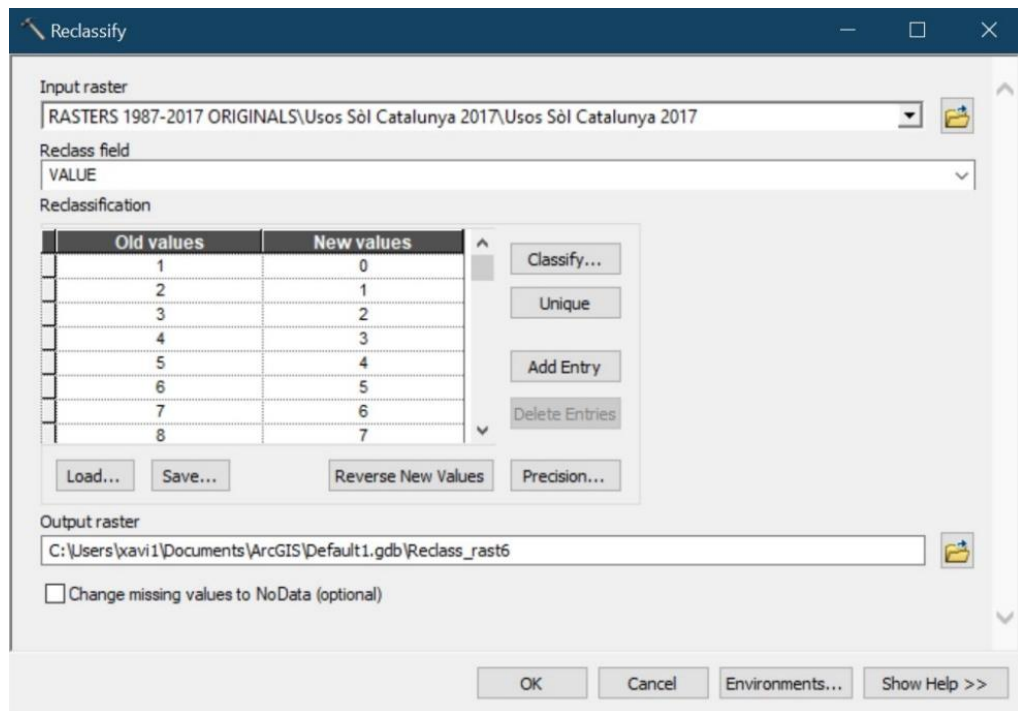 Reclassify
Input raster
RASTERS 1987-2017 ORIGINALS\Usos Sòl Catalunya 2017\Usos Sòl Catalunya 2017
Reclass field
VALUE
Reclassification
Old values New values
1 0
2 1
3 2
4 3
5 4
6 5
7 6
8 7
Classify...
Unique
Add Entry
Delete Entries
Load... Save... Reverse New Values Precision...
Output raster
C:\Users\xavi1\Documents\ArcGIS\Default1.gdb\Reclass_rast6
Change missing values to NoData (optional)
OK Cancel Environments... Show Help >>